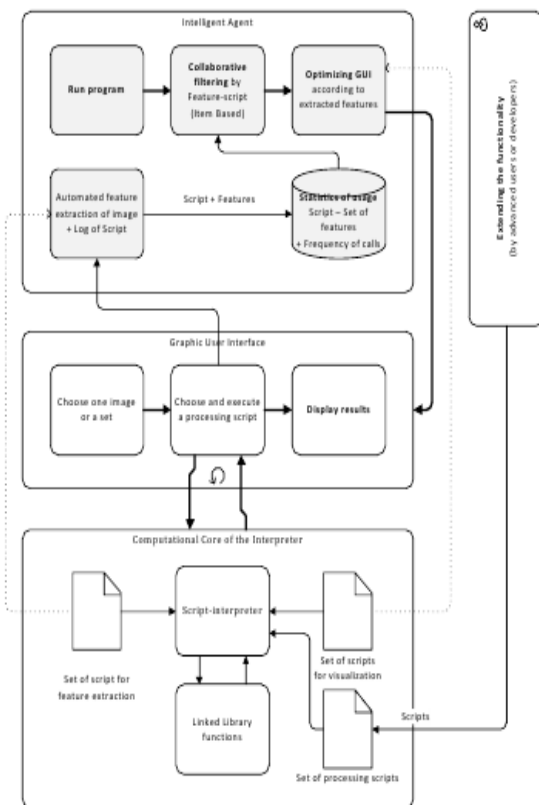 Intelligent Agent
Run program
Collaborative
filtering by
Feature-script
(Item Based)
Optimizing GUI
according to
extracted features
Automated feature
extraction of image
+ Log of Script
Script + Features
Statistics of usage
Script – Set of
features
+ Frequency of calls
Extending the functionality
(by advanced users or developers)
Graphic User Interface
Choose one image
or a set
Choose and execute
a processing script
Display results
Computational Core of the Interpreter
Script-interpreter
Set of script for
feature extraction
Set of scripts
for visualization
Linked Library
functions
Scripts
Set of processing scripts